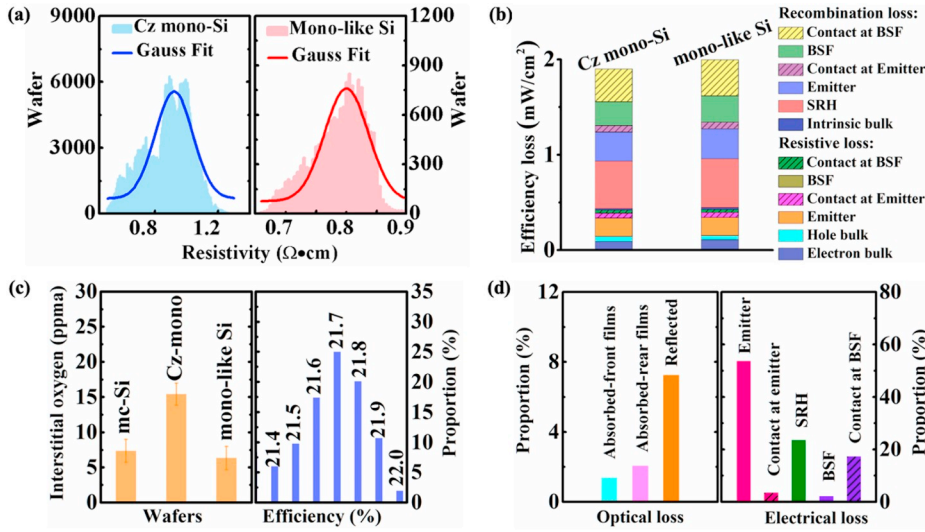 (a)
Cz mono-Si
Gauss Fit
Mono-like Si
Gauss Fit
Wafer
9000
6000
3000
0
1200
900
600
300
0
Wafer
0.8
1.2
0.7
0.8
0.9
Resistivity (Ω•cm)
(b)
Efficiency loss (mW/cm²)
2
1
0
Cz mono-Si
mono-like Si
Recombination loss:
Contact at BSF
BSF
Contact at Emitter
Emitter
SRH
Intrinsic bulk
Resistive loss:
Contact at BSF
BSF
Contact at Emitter
Emitter
Hole bulk
Electron bulk
(c)
Interstitial oxygen (ppma)
30
25
20
15
10
5
0
mc-Si
Cz-mono
mono-like Si
Wafers
21.4
21.5
21.6
21.7
21.8
21.9
22.0
Efficiency (%)
35
30
25
20
15
10
5
0
Proportion (%)
(d)
Proportion (%)
12
8
4
0
Absorbed-front films
Absorbed-rear films
Reflected
Optical loss
Emitter
Contact at emitter
SRH
BSF
Contact at BSF
Electrical loss
80
60
40
20
0
Proportion (%)